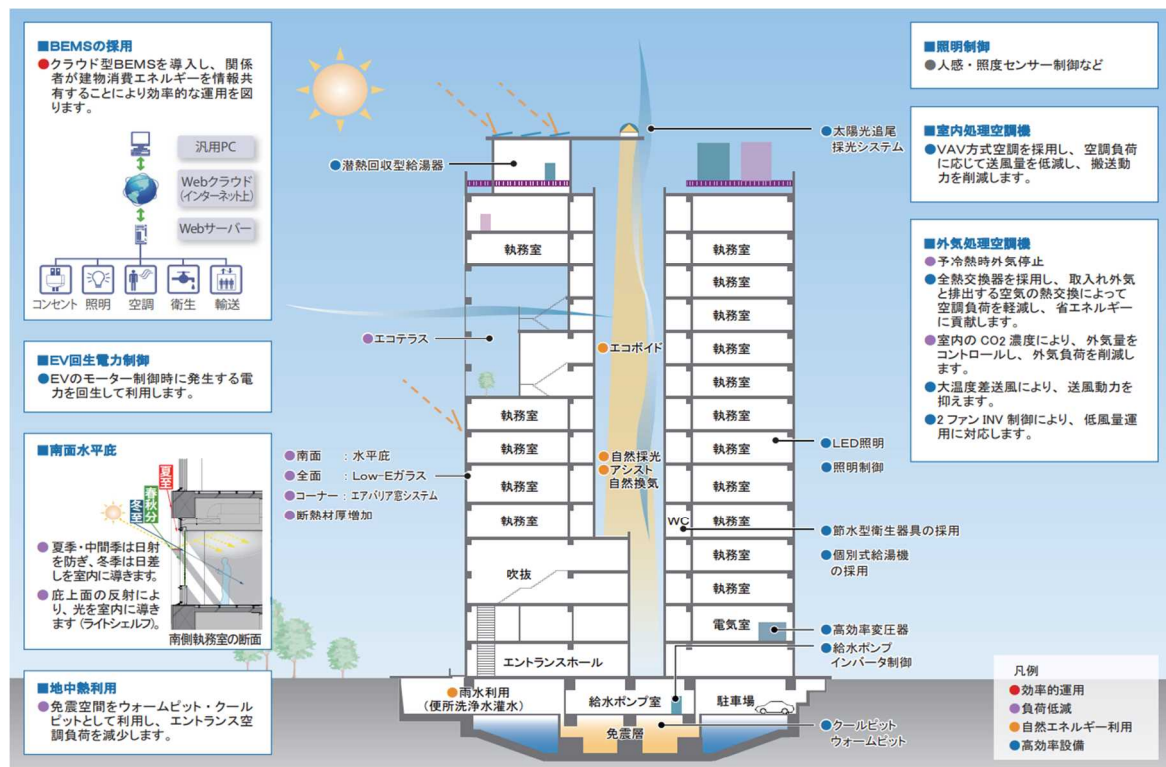 ■BEMSの採用
●クラウド型BEMSを導入し、関係
者が建物消費エネルギーを情報共
有することにより効率的な運用を図
ります。
汎用PC
Webクラウド
(インターネット上)
Webサーバー
コンセント 照明 空調 衛生 輸送
■EV回生電力制御
●EVのモーター制御時に発生する電
力を回生して利用します。
■南面水平庇
夏至
春秋分
冬至
●夏季・中間季は日射
を防ぎ、冬季は日差
しを室内に導きます。
●庇上面の反射によ
り、光を室内に導き
ます(ライトシェルフ)。
南側執務室の断面
■地中熱利用
●免震空間をウォームピット・クール
ピットとして利用し、エントランス空
調負荷を減少します。
●潜熱回収型給湯器
●エコテラス
●南面 :水平庇
●全面 :Low-Eガラス
●コーナー:エアバリア窓システム
●断熱材厚増加
執務室
執務室
執務室
執務室
執務室
吹抜
エントランスホール
●エコボイド
●自然採光
●アシスト
自然換気
執務室
執務室
執務室
執務室
執務室
執務室
執務室
執務室
WC
執務室
執務室
執務室
電気室
●雨水利用
(便所洗浄水灌水)
給水ポンプ室
駐車場
免震層
●太陽光追尾
採光システム
●LED照明
●照明制御
●節水型衛生器具の採用
●個別式給湯機
の採用
●高効率変圧器
●給水ポンプ
インバータ制御
●クールピット
ウォームピット
■照明制御
●人感・照度センサー制御など
■室内処理空調機
●VAV方式空調を採用し、空調負荷
に応じて送風量を低減し、搬送動
力を削減します。
■外気処理空調機
●予冷熱時外気停止
●全熱交換器を採用し、取入れ外気
と排出する空気の熱交換によって
空調負荷を軽減し、省エネルギー
に貢献します。
●室内のCO2濃度により、外気量を
コントロールし、外気負荷を削減しま
す。
●大温度差送風により、送風動力を
抑えます。
●2ファンINV制御により、低風量運
用に対応します。
凡例
●効率的運用
●負荷低減
●自然エネルギー利用
●高効率設備